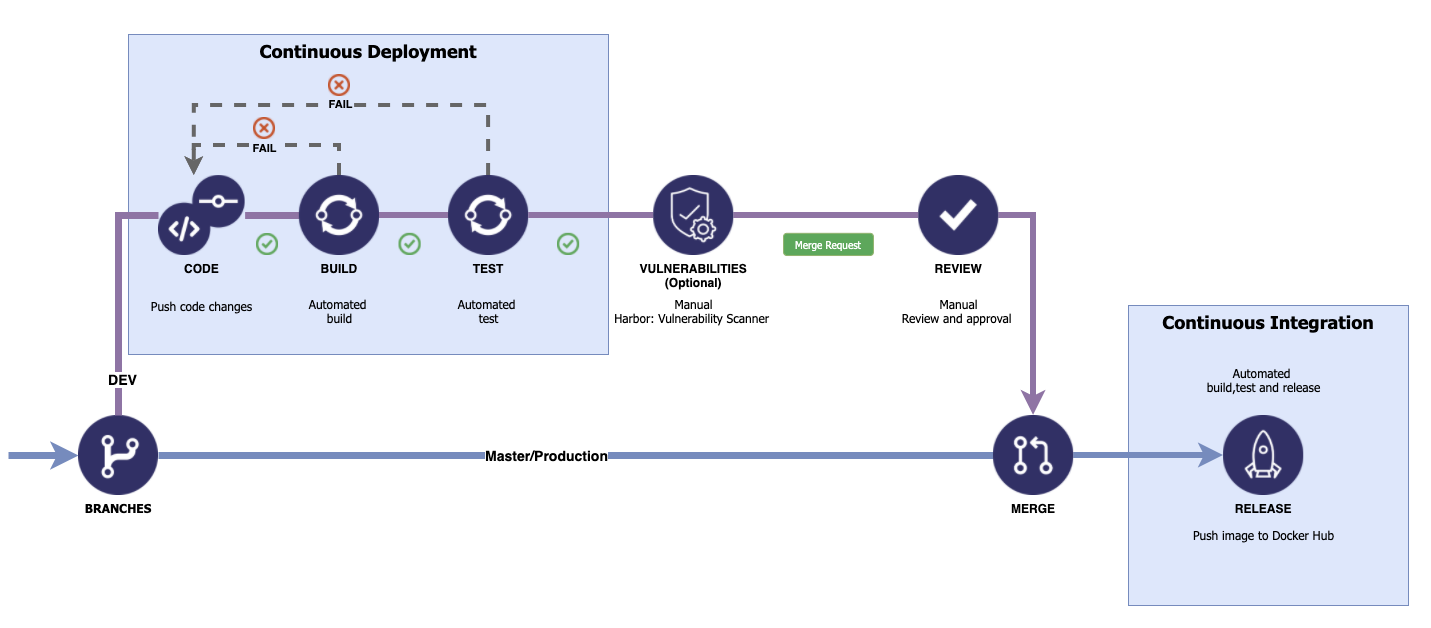 Continuous Deployment
FAIL
FAIL
CODE
BUILD
TEST
VULNERABILITIES
(Optional)
Merge Request
REVIEW
Push code changes
Automated
build
Automated
test
Manual
Harbor: Vulnerability Scanner
Manual
Review and approval
Continuous Integration
Automated
build,test and release
DEV
Master/Production
BRANCHES
MERGE
RELEASE
Push image to Docker Hub